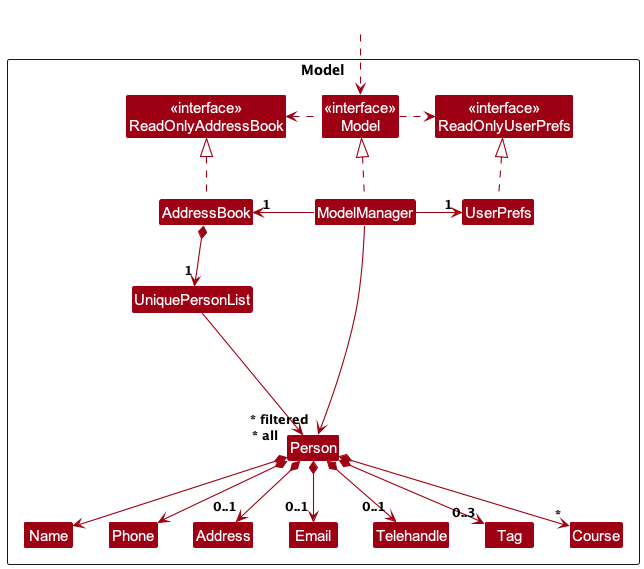 Model
«interface»
ReadOnlyAddressBook
«interface»
Model
«interface»
ReadOnlyUserPrefs
AddressBook
1
ModelManager
1
UserPrefs
1
UniquePersonList
* filtered
* all
Person
0..1
0..1
0..1
0..3
*
Name
Phone
Address
Email
Telehandle
Tag
Course